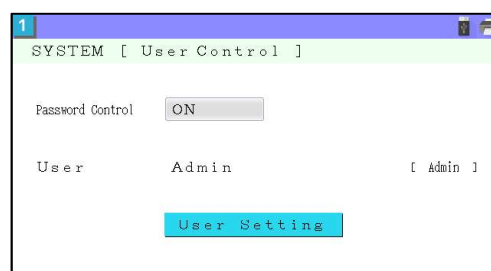 1
SYSTEM [ User Control ]
Password Control ON
User Admin [ Admin ]
User Setting